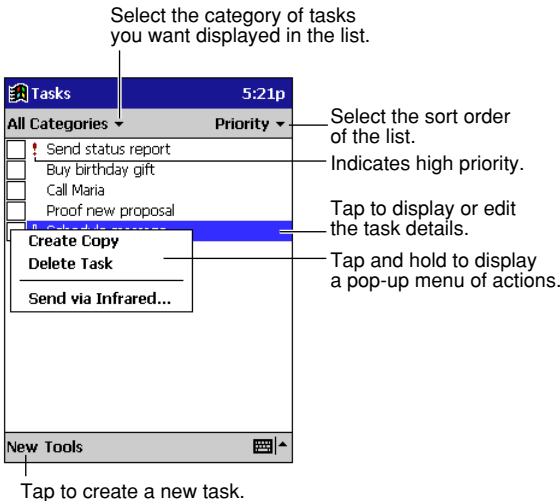 Select the category of tasks
you want displayed in the list.
Tasks 5:21p
All Categories Priority
Select the sort order
of the list.
! Send status report
Indicates high priority.
Buy birthday gift
Call Maria
Proof new proposal
Tap to display or edit
the task details.
Schedule massage
Create Copy
Delete Task
Tap and hold to display
a pop-up menu of actions.
Send via Infrared...
New Tools
Tap to create a new task.